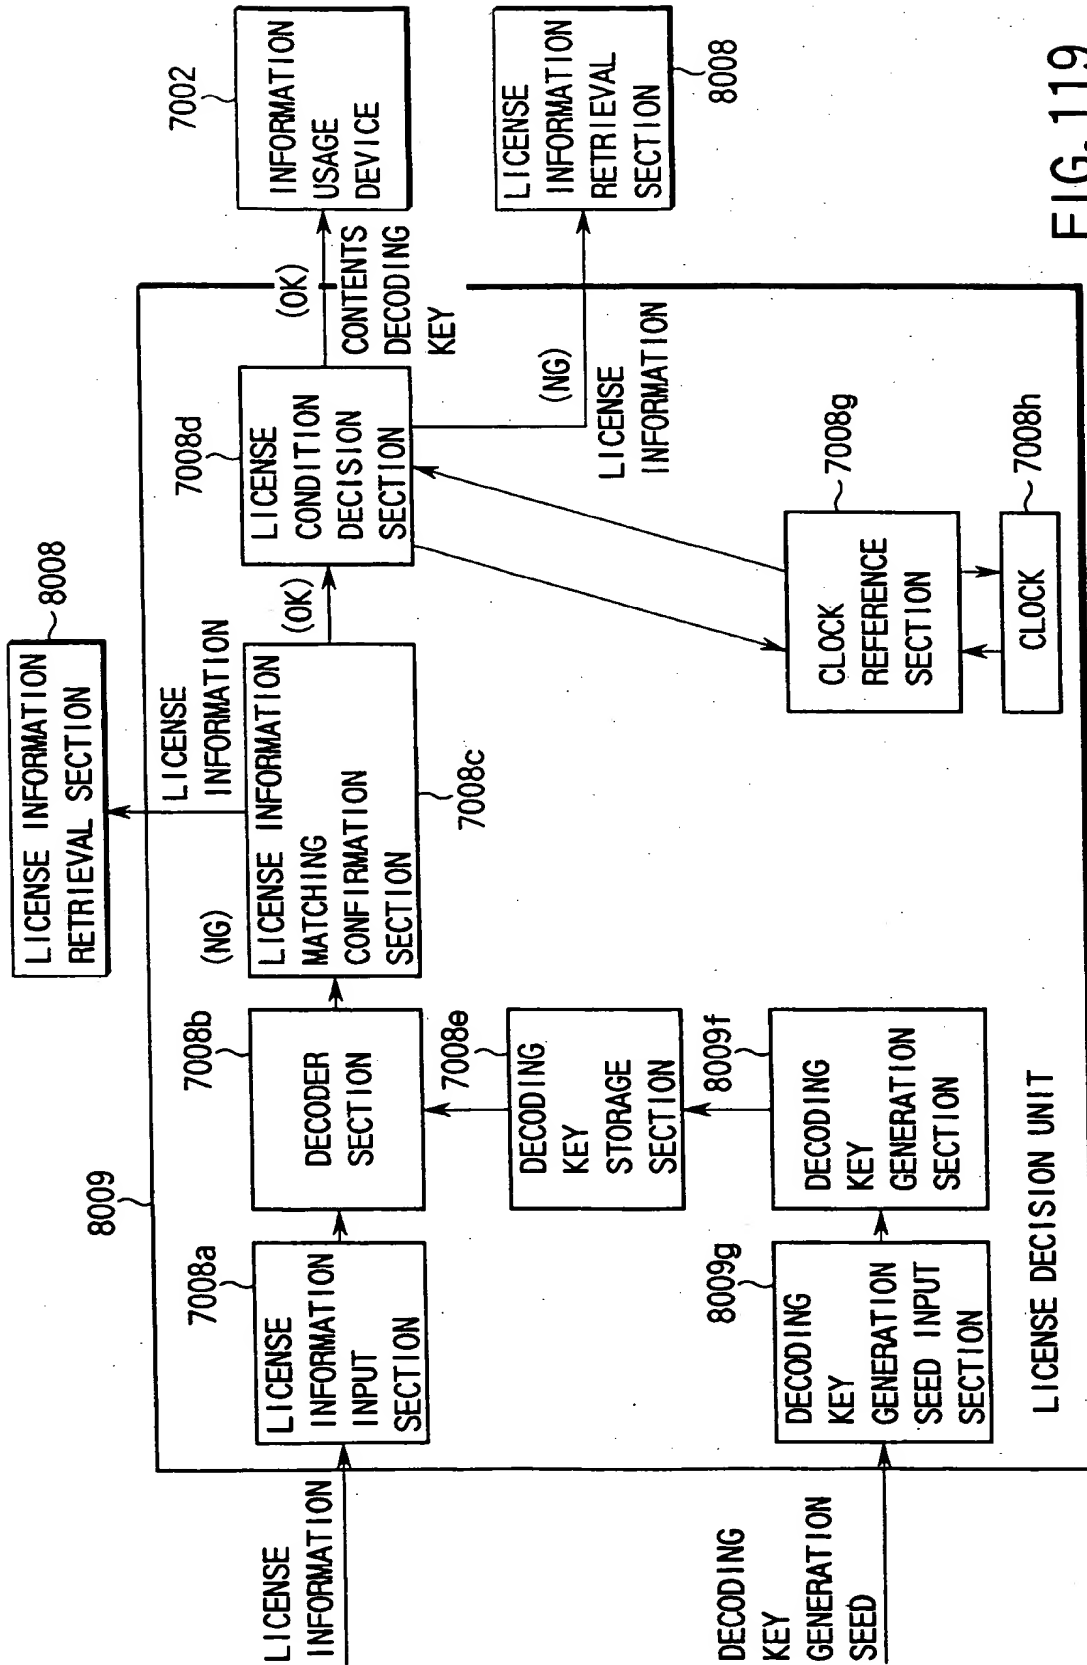 8008
LICENSE INFORMATION
RETRIEVAL SECTION
LICENSE
INFORMATION
(NG)
8009
7008a
LICENSE
INFORMATION
INPUT
SECTION
LICENSE
INFORMATION
7008b
DECODER
SECTION
LICENSE INFORMATION
MATCHING
CONFIRMATION
SECTION
7008c
(OK)
7008d
LICENSE
CONDITION
DECISION
SECTION
(OK)
CONTENTS
DECODING
KEY
7002
INFORMATION
USAGE
DEVICE
7008e
DECODING
KEY
STORAGE
SECTION
(NG)
LICENSE
INFORMATION
LICENSE
INFORMATION
RETRIEVAL
SECTION
8008
DECODING
KEY
GENERATION
SEED
8009g
DECODING
KEY
GENERATION
SEED INPUT
SECTION
8009f
DECODING
KEY
GENERATION
SECTION
CLOCK
REFERENCE
SECTION
7008g
CLOCK
7008h
LICENSE DECISION UNIT
FIG. 119